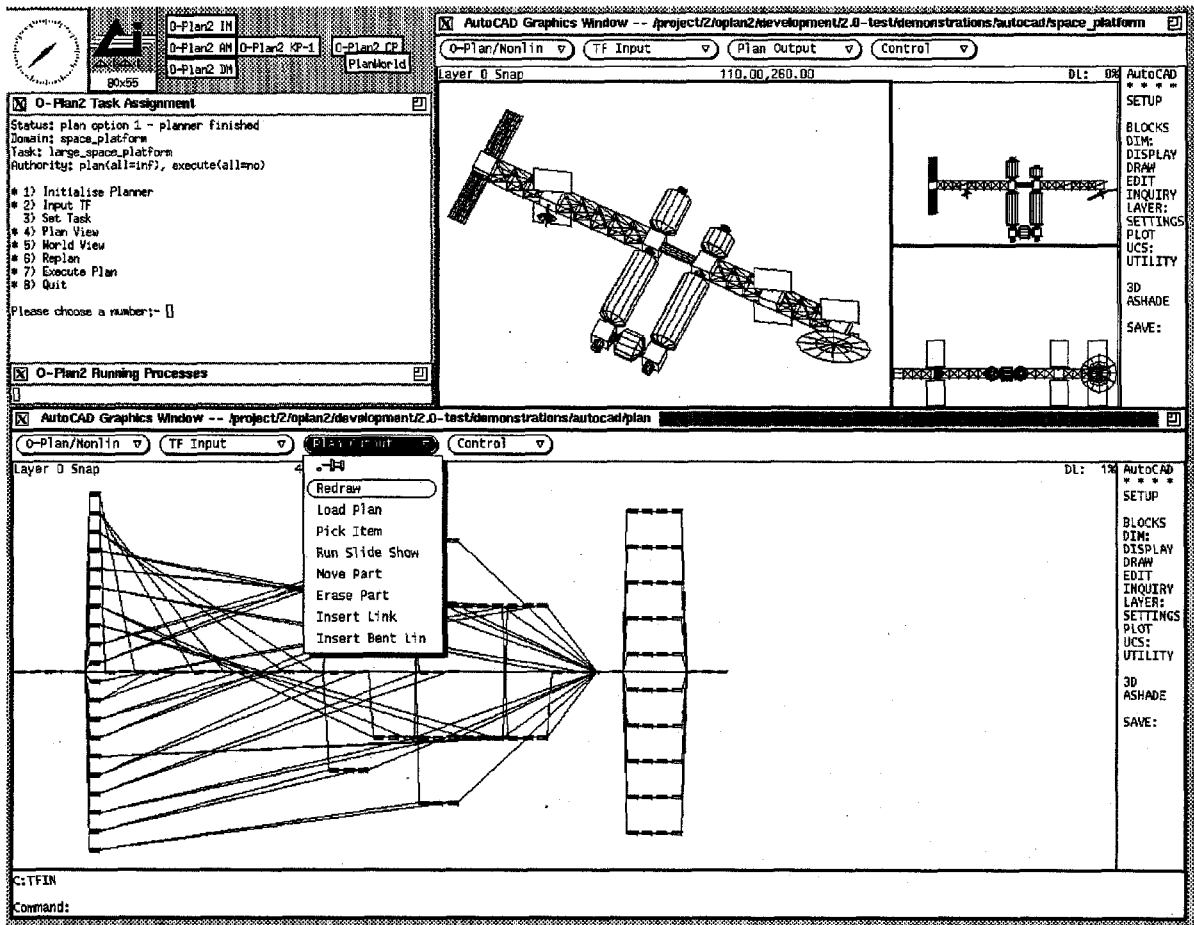 O-Plan2 IM
O-Plan2 AM
O-Plan2 KP-1
O-Plan2 CP
O-Plan2 DM
PlanWorld
Ai
80x55
O-Plan2 Task Assignment
Status: plan option 1 - planner finished
Domain: space_platform
Task: large_space_platform
Authority: plan(all=inf), execute(all=no)
* 1) Initialise Planner
* 2) Input TF
3) Set Task
* 4) Plan View
* 5) World View
* 6) Replan
* 7) Execute Plan
* 8) Quit
Please choose a number:-
O-Plan2 Running Processes
AutoCAD Graphics Window -- /project/2/oplan2/development/2.0-test/demonstrations/autocad/space_platform
O-Plan/Nonlin
TF Input
Plan Output
Control
Layer 0 Snap
110.00,260.00
DL: 0%
AutoCAD
* * * *
SETUP
BLOCKS
DIM:
DISPLAY
DRAW
EDIT
INQUIRY
LAYER:
SETTINGS
PLOT
UCS:
UTILITY
3D
ASHADE
SAVE:
AutoCAD Graphics Window -- /project/2/oplan2/development/2.0-test/demonstrations/autocad/plan
O-Plan/Nonlin
TF Input
Control
Layer 0 Snap
4
DL: 1%
Redraw
Load Plan
Pick Item
Run Slide Show
Move Part
Erase Part
Insert Link
Insert Bent Lin
AutoCAD
* * * *
SETUP
BLOCKS
DIM:
DISPLAY
DRAW
EDIT
INQUIRY
LAYER:
SETTINGS
PLOT
UCS:
UTILITY
3D
ASHADE
SAVE:
C:TFIN
Command: